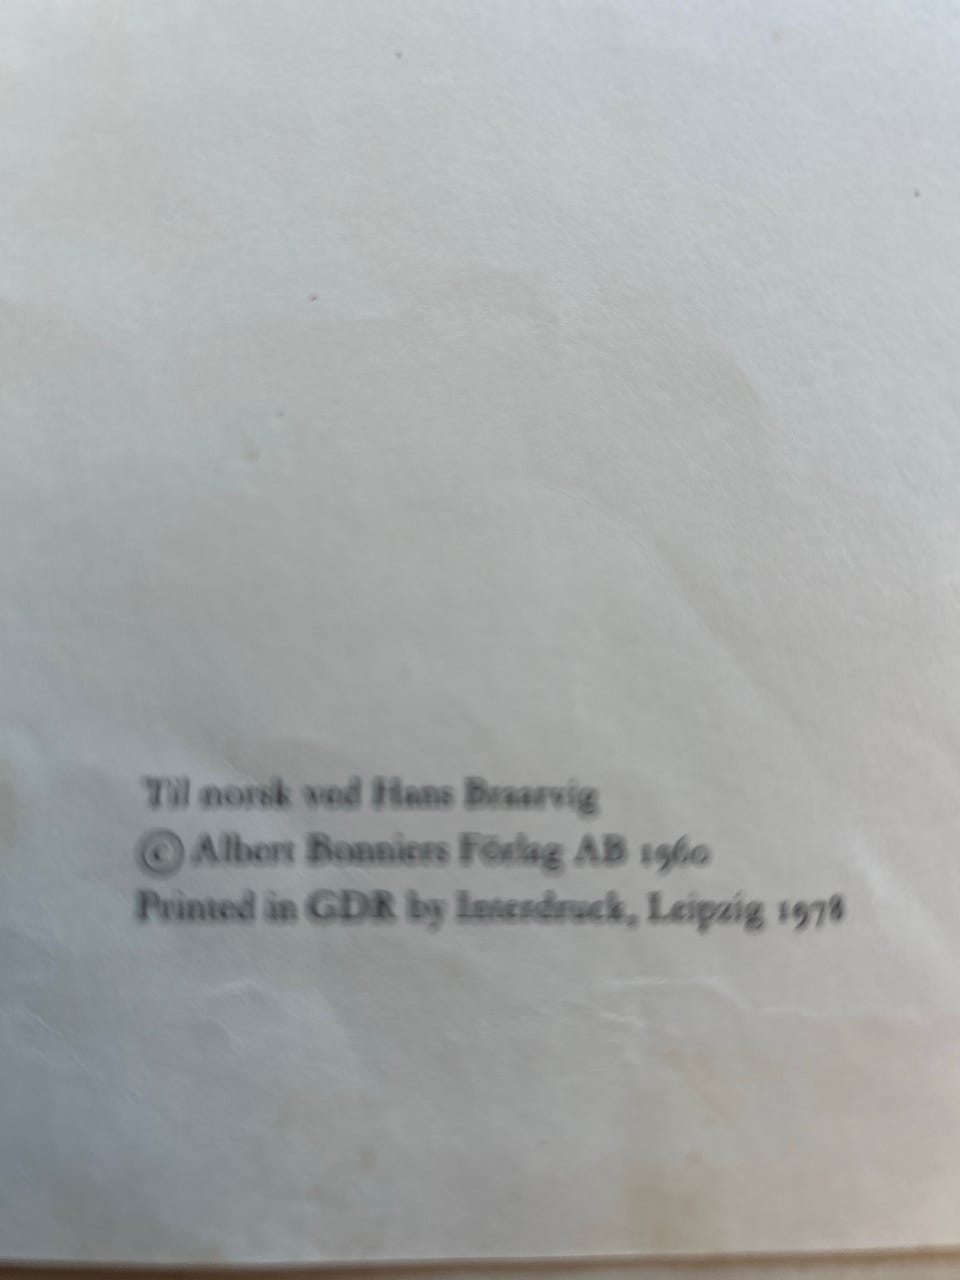 Til norsk ved Hans Braarvig
© Albert Bonniers Förlag AB 1960
Printed in GDR by Interdruck, Leipzig 1978